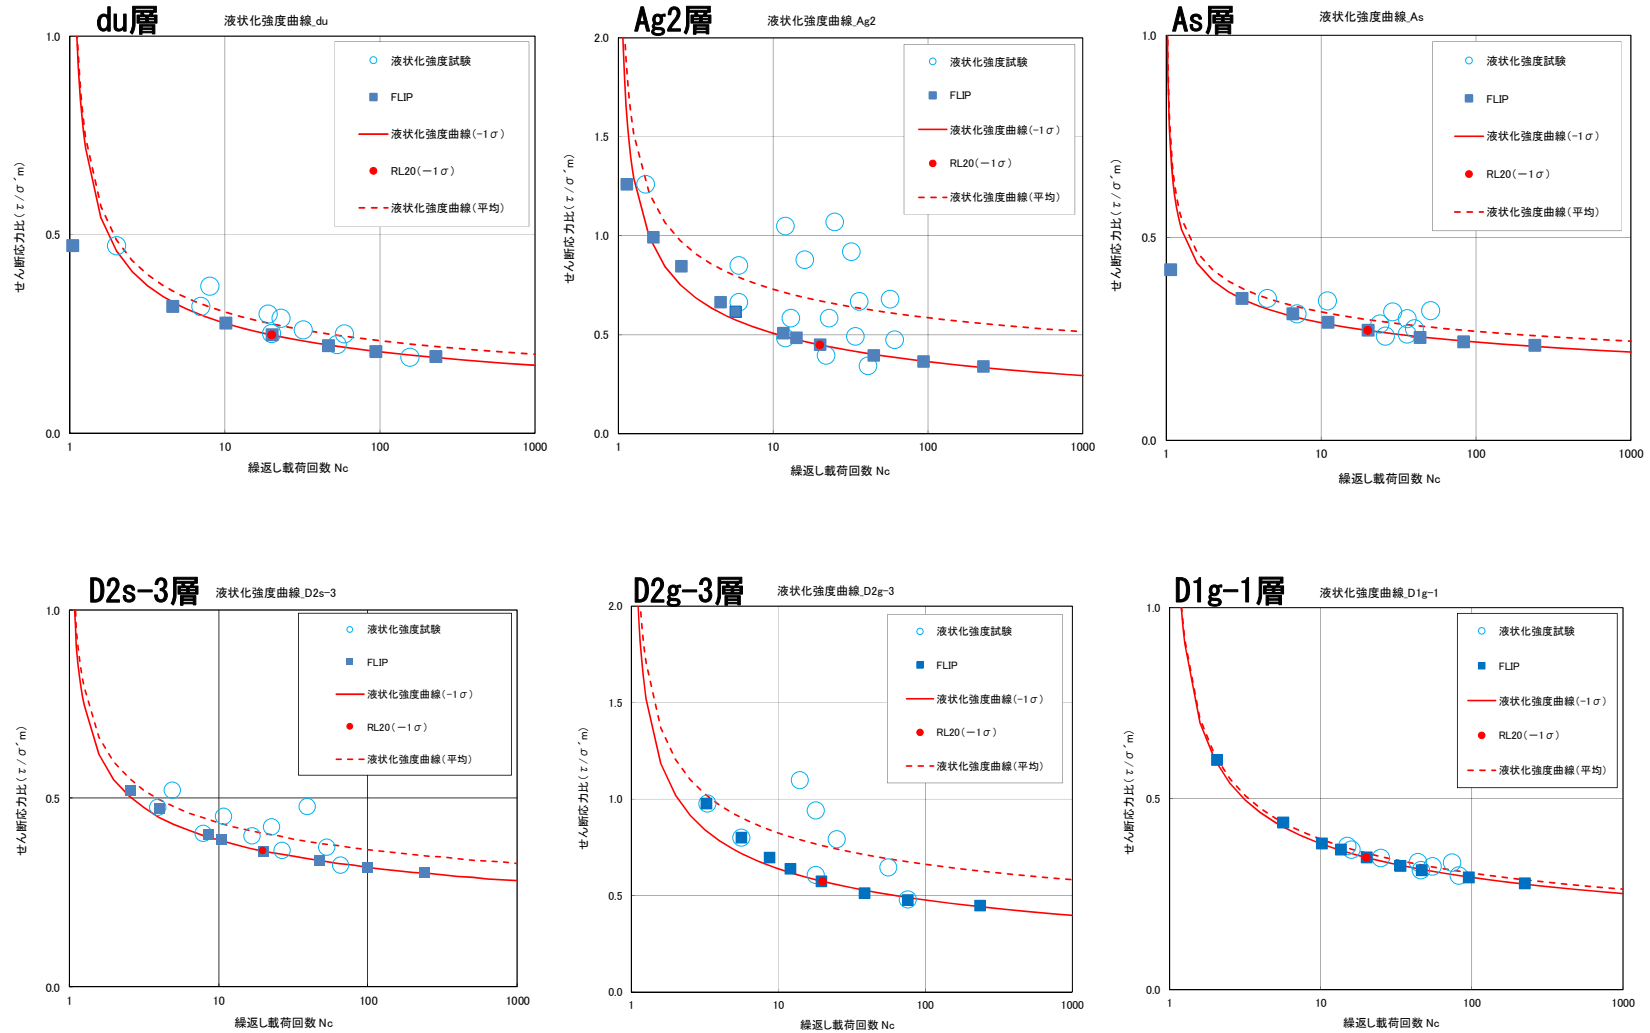 du層
液状化強度曲線_du
1.0
0.5
0.0
1
10
100
1000
せん断応力比(τ/σ´m)
繰返し載荷回数 Nc
液状化強度試験
FLIP
液状化強度曲線(-1σ)
RL20(-1σ)
液状化強度曲線(平均)
Ag2層
液状化強度曲線_Ag2
2.0
1.5
1.0
0.5
0.0
1
10
100
1000
せん断応力比(τ/σ´m)
繰返し載荷回数 Nc
液状化強度試験
FLIP
液状化強度曲線(-1σ)
RL20(-1σ)
液状化強度曲線(平均)
As層
液状化強度曲線_As
1.0
0.5
0.0
1
10
100
1000
せん断応力比(τ/σ´m)
繰返し載荷回数 Nc
液状化強度試験
FLIP
液状化強度曲線(-1σ)
RL20(-1σ)
液状化強度曲線(平均)
D2s-3層
液状化強度曲線_D2s-3
1.0
0.5
0.0
1
10
100
1000
せん断応力比(τ/σ´m)
繰返し載荷回数 Nc
液状化強度試験
FLIP
液状化強度曲線(-1σ)
RL20(-1σ)
液状化強度曲線(平均)
D2g-3層
液状化強度曲線_D2g-3
2.0
1.5
1.0
0.5
0.0
1
10
100
1000
せん断応力比(τ/σ´m)
繰返し載荷回数 Nc
液状化強度試験
FLIP
液状化強度曲線(-1σ)
RL20(-1σ)
液状化強度曲線(平均)
D1g-1層
液状化強度曲線_D1g-1
1.0
0.5
0.0
1
10
100
1000
せん断応力比(τ/σ´m)
繰返し載荷回数 Nc
液状化強度試験
FLIP
液状化強度曲線(-1σ)
RL20(-1σ)
液状化強度曲線(平均)